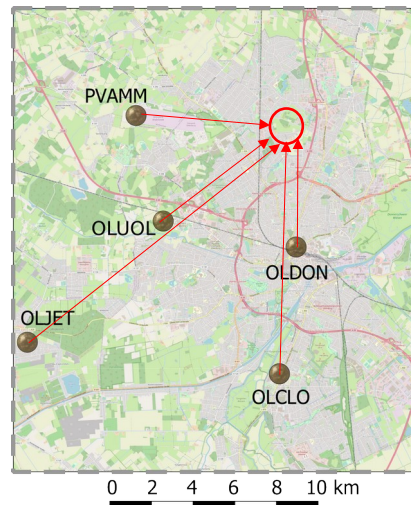 PVAMM
OLUOL
OLDON
OLJET
OLCLO
0 2 4 6 8 10 km